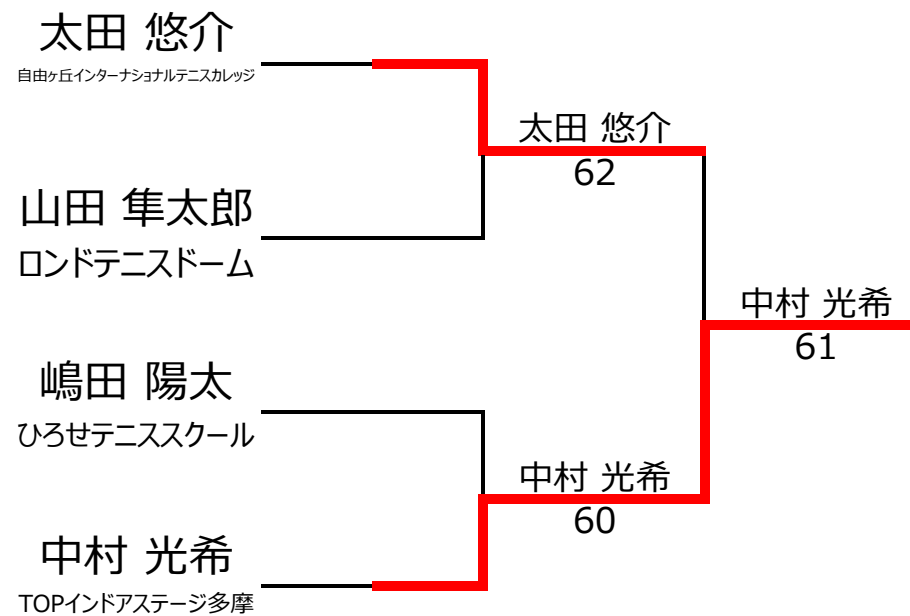 太田 悠介
自由ヶ丘インターナショナルテニスカレッジ
太田 悠介
62
山田 隼太郎
ロンドテニスドーム
中村 光希
61
嶋田 陽太
ひろせテニススクール
中村 光希
60
中村 光希
TOPインドアステージ多摩